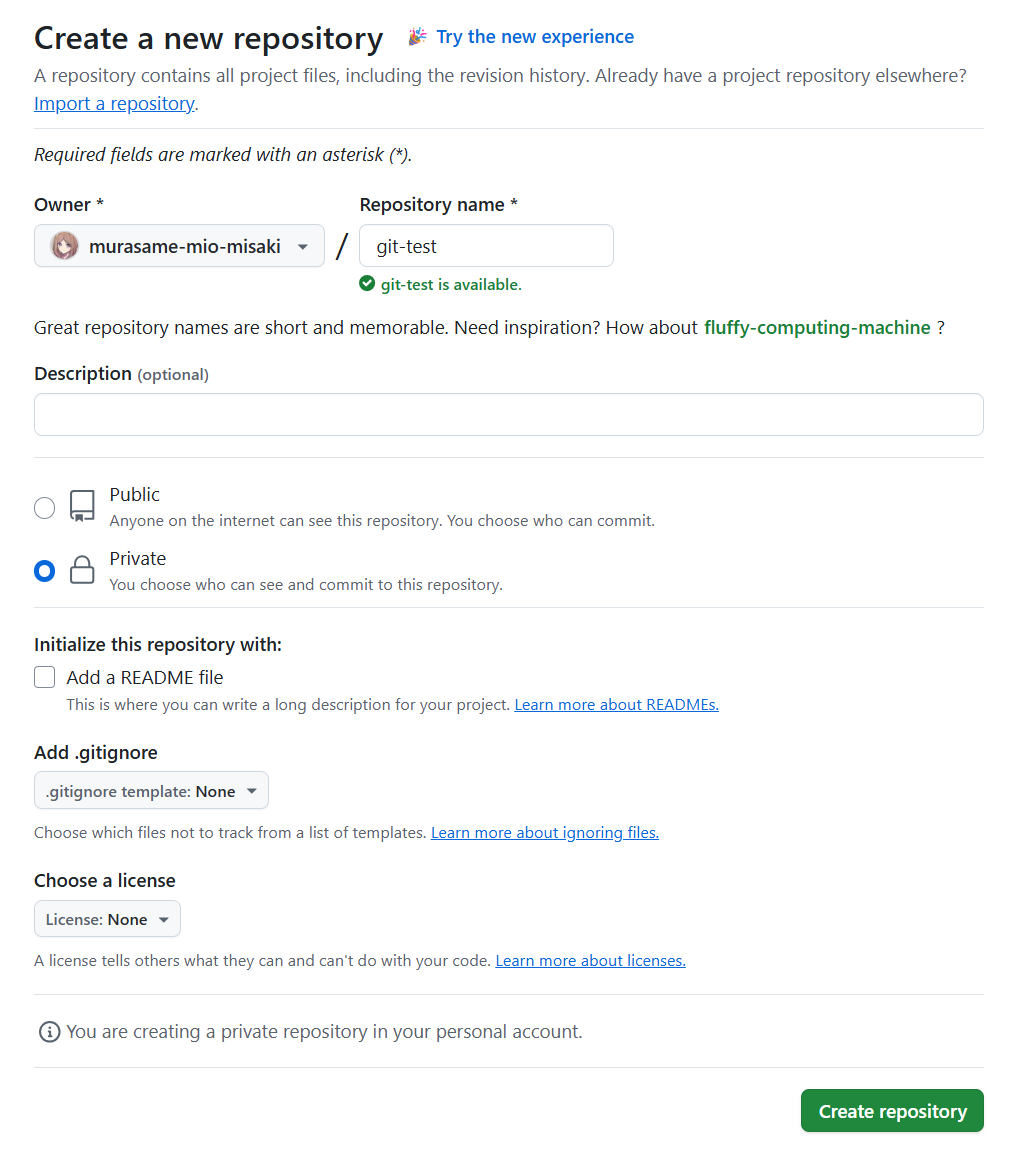 Create a new repository Try the new experience
A repository contains all project files, including the revision history. Already have a project repository elsewhere?
Import a repository.
Required fields are marked with an asterisk (*).
Owner * Repository name *
murasame-mio-misaki / git-test
git-test is available.
Great repository names are short and memorable. Need inspiration? How about fluffy-computing-machine ?
Description (optional)
Public
Anyone on the internet can see this repository. You choose who can commit.
Private
You choose who can see and commit to this repository.
Initialize this repository with:
Add a README file
This is where you can write a long description for your project. Learn more about READMEs.
Add .gitignore
.gitignore template: None
Choose which files not to track from a list of templates. Learn more about ignoring files.
Choose a license
License: None
A license tells others what they can and can't do with your code. Learn more about licenses.
You are creating a private repository in your personal account.
Create repository